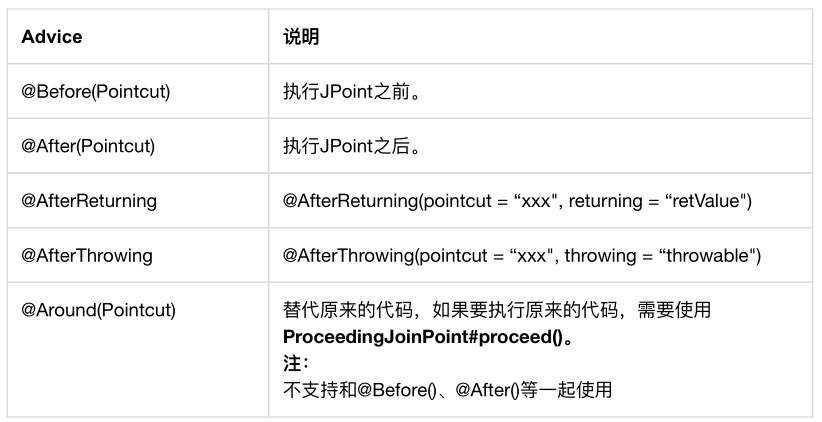 Advice 说明
@Before(Pointcut) 执行JPoint之前。
@After(Pointcut) 执行JPoint之后。
@AfterReturning @AfterReturning(pointcut = “xxx", returning = “retValue")
@AfterThrowing @AfterThrowing(pointcut = “xxx", throwing = “throwable")
@Around(Pointcut) 替代原来的代码，如果要执行原来的代码，需要使用
ProceedingJoinPoint#proceed()。
注：
不支持和@Before()、@After()等一起使用